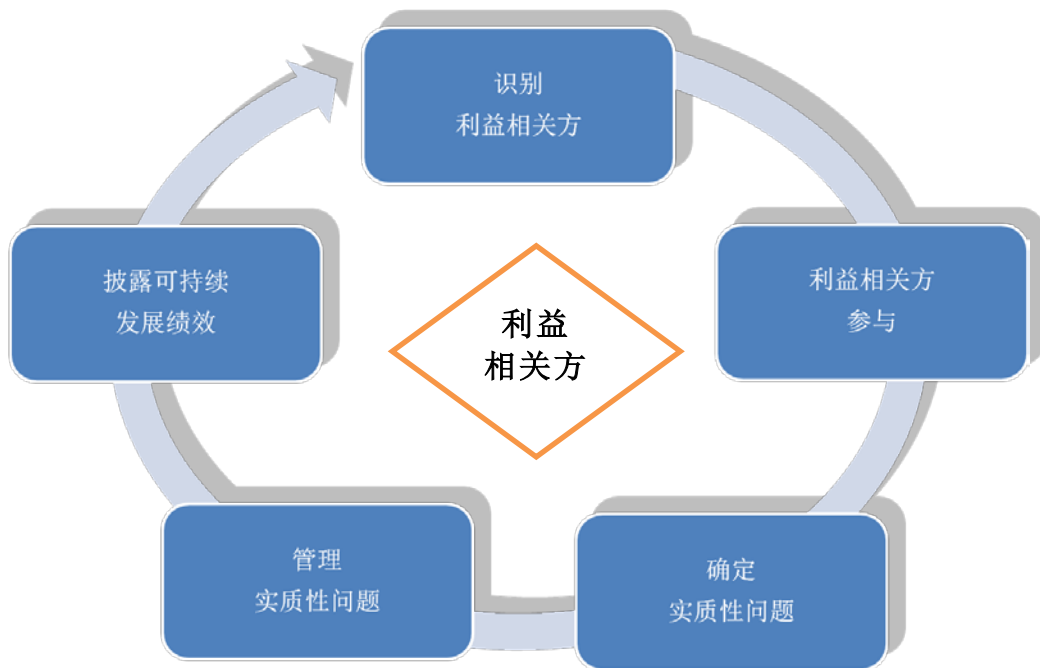 识别
利益相关方
利益相关方
参与
确定
实质性问题
管理
实质性问题
披露可持续
发展绩效
利益
相关方